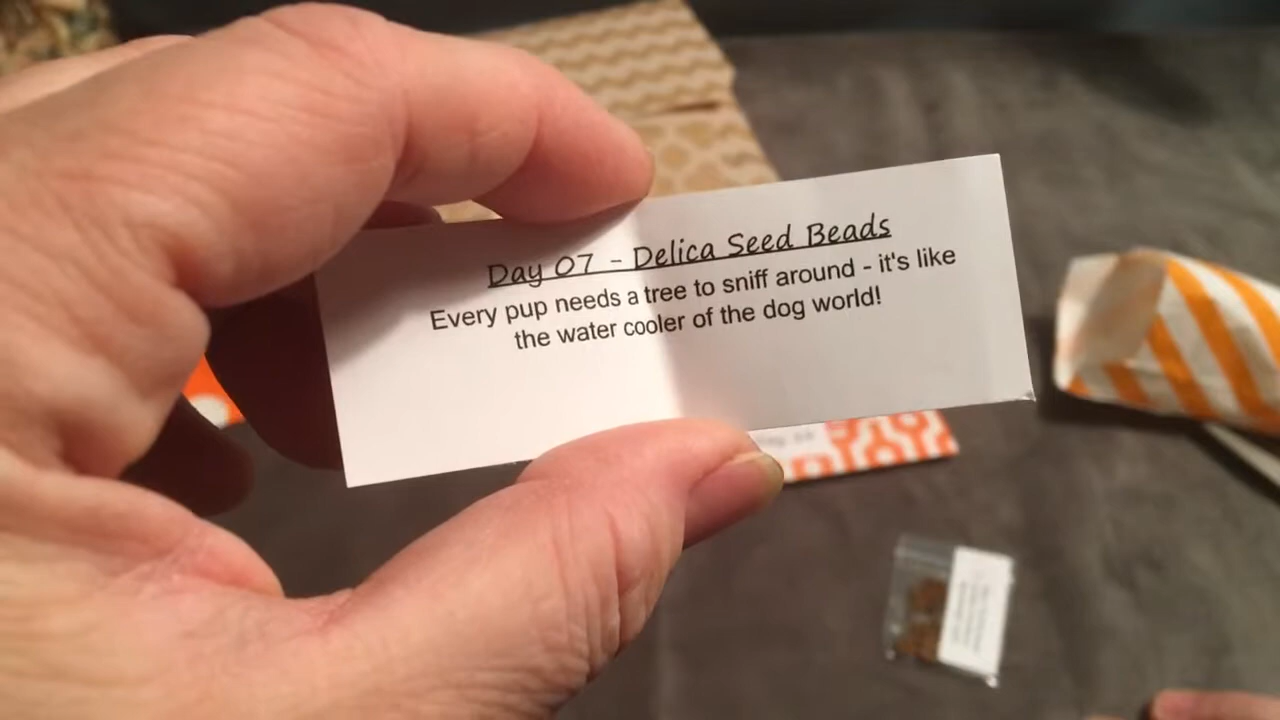 Day 07 - Delica Seed Beads
Every pup needs a tree to sniff around - it's like
the water cooler of the dog world!